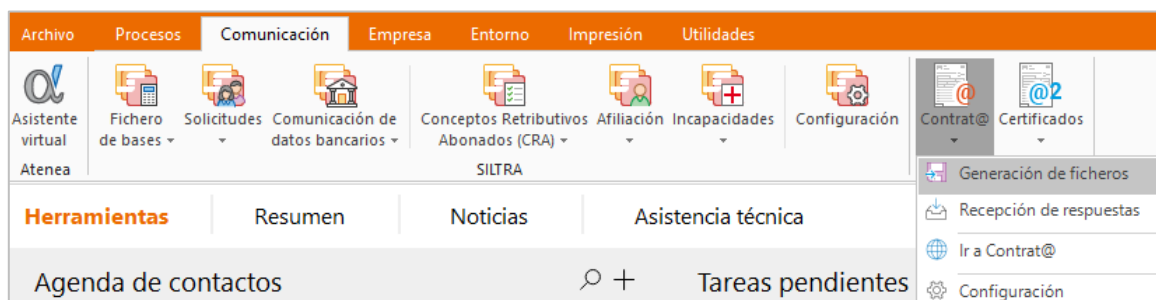 Archivo Procesos Comunicación Empresa Entorno Impresión Utilidades
Asistente virtual
Fichero de bases
Solicitudes
Comunicación de datos bancarios
Conceptos Retributivos Abonados (CRA)
Afiliación
Incapacidades
Configuración
Contrat@
@2
Certificados
Atenea
SILTRA
Generación de ficheros
Recepción de respuestas
Ir a Contrat@
Configuración
Herramientas Resumen Noticias Asistencia técnica
Agenda de contactos
Tareas pendientes